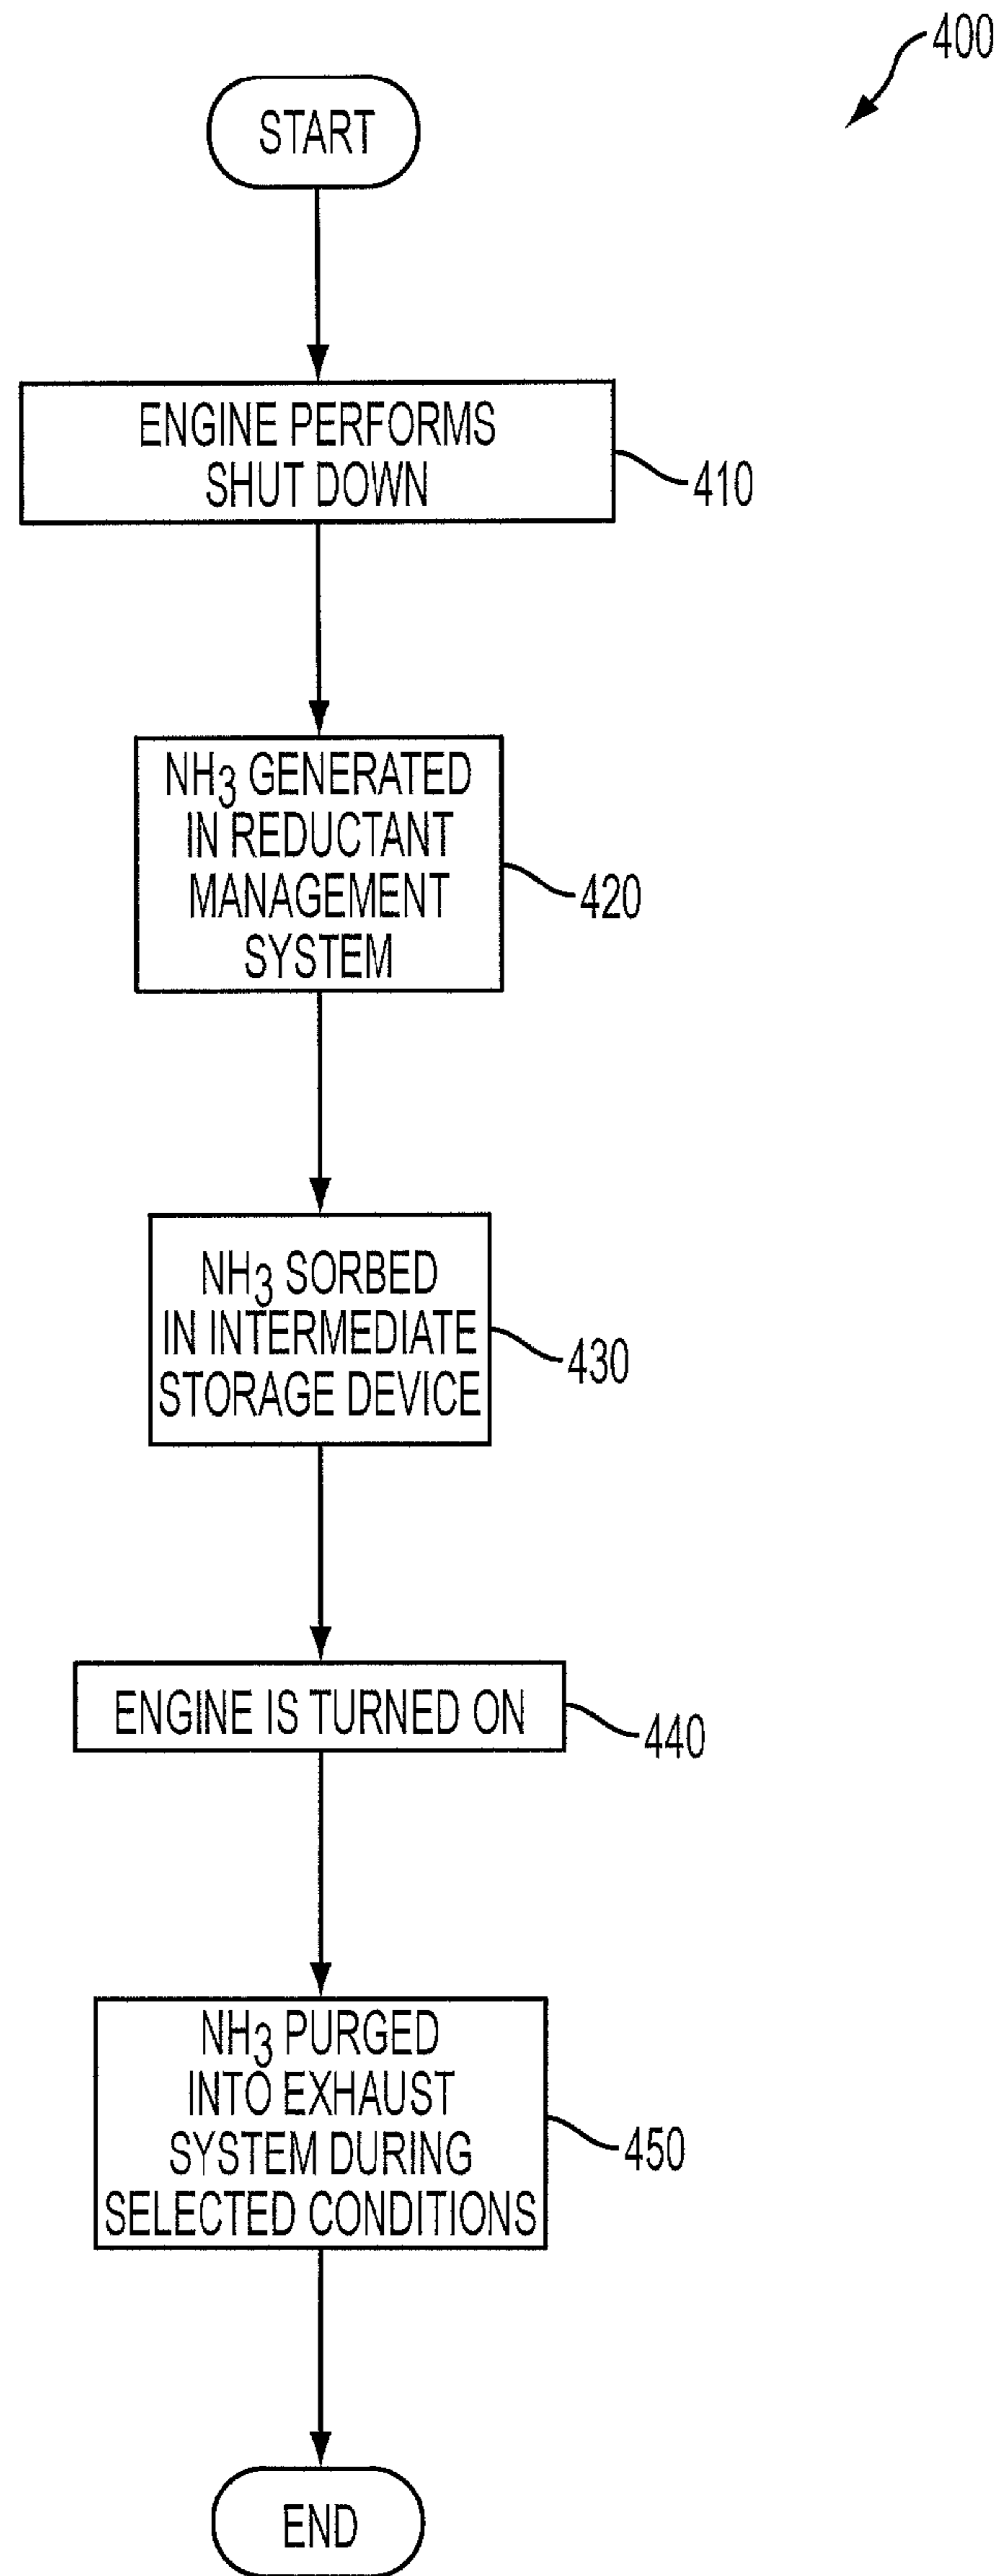 400
START
ENGINE PERFORMS
SHUT DOWN
410
NH3 GENERATED
IN REDUCTANT
MANAGEMENT
SYSTEM
420
NH3 SORBED
IN INTERMEDIATE
STORAGE DEVICE
430
ENGINE IS TURNED ON
440
NH3 PURGED
INTO EXHAUST
SYSTEM DURING
SELECTED CONDITIONS
450
END